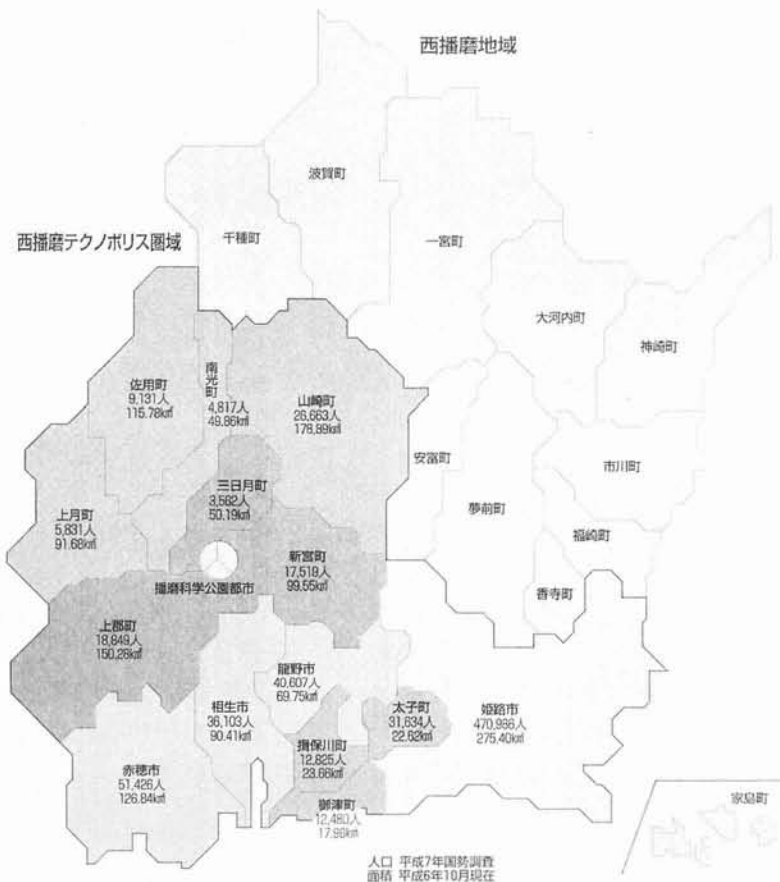 西播磨地域
波賀町
千種町
一宮町
西播磨テクノポリス圏域
大河内町
神崎町
佐用町
9,131人
115.78k㎡
南光町
4,817人
49.86k㎡
山崎町
26,663人
178.99k㎡
安富町
夢前町
市川町
三日月町
3,562人
50.19k㎡
上月町
5,831人
91.68k㎡
福崎町
新宮町
17,518人
99.55k㎡
香寺町
播磨科学公園都市
上郡町
18,849人
150.26k㎡
龍野市
40,607人
69.75k㎡
相生市
36,103人
90.41k㎡
太子町
31,634人
22.62k㎡
姫路市
470,986人
275.40k㎡
揖保川町
12,825人
23.66k㎡
赤穂市
51,426人
126.84k㎡
御津町
12,480人
17.96k㎡
家島町
人口 平成7年国勢調査
面積 平成6年10月現在